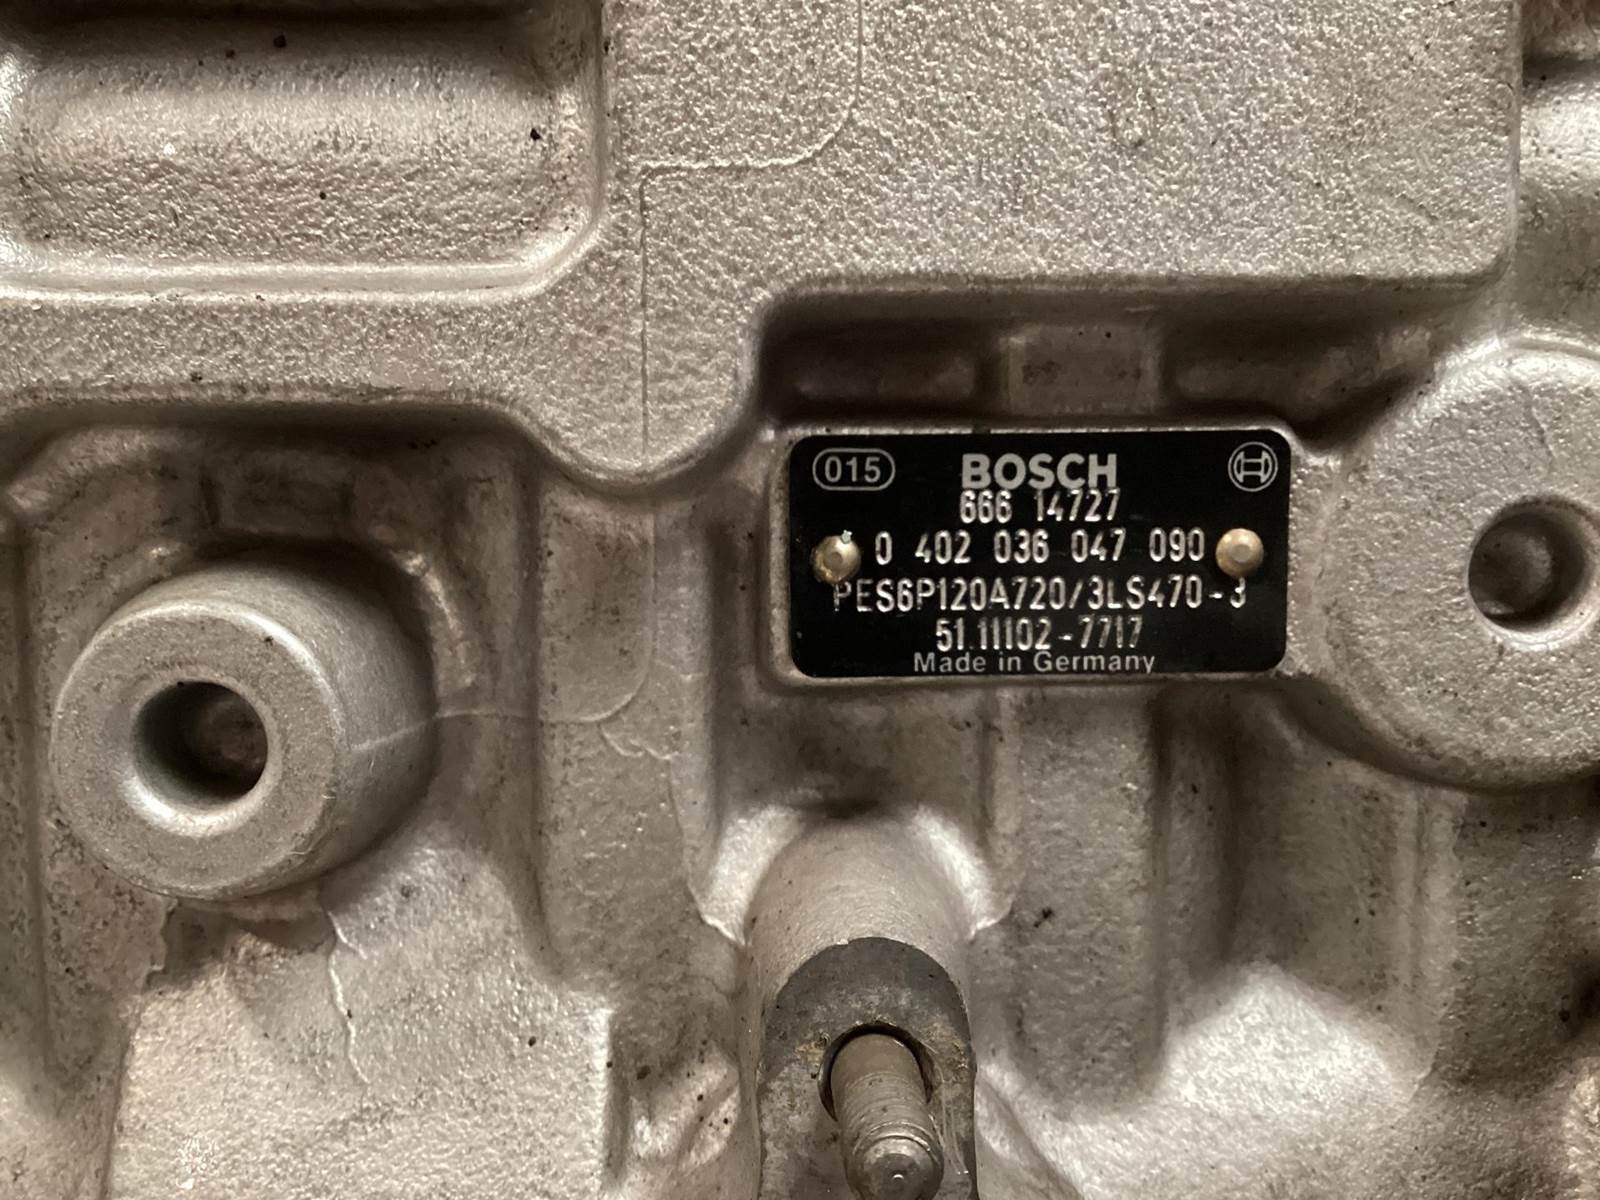 015 BOSCH
666 14727
0 402 036 047 090
PES6P120A720/3LS470-3
51.11102-7717
Made in Germany